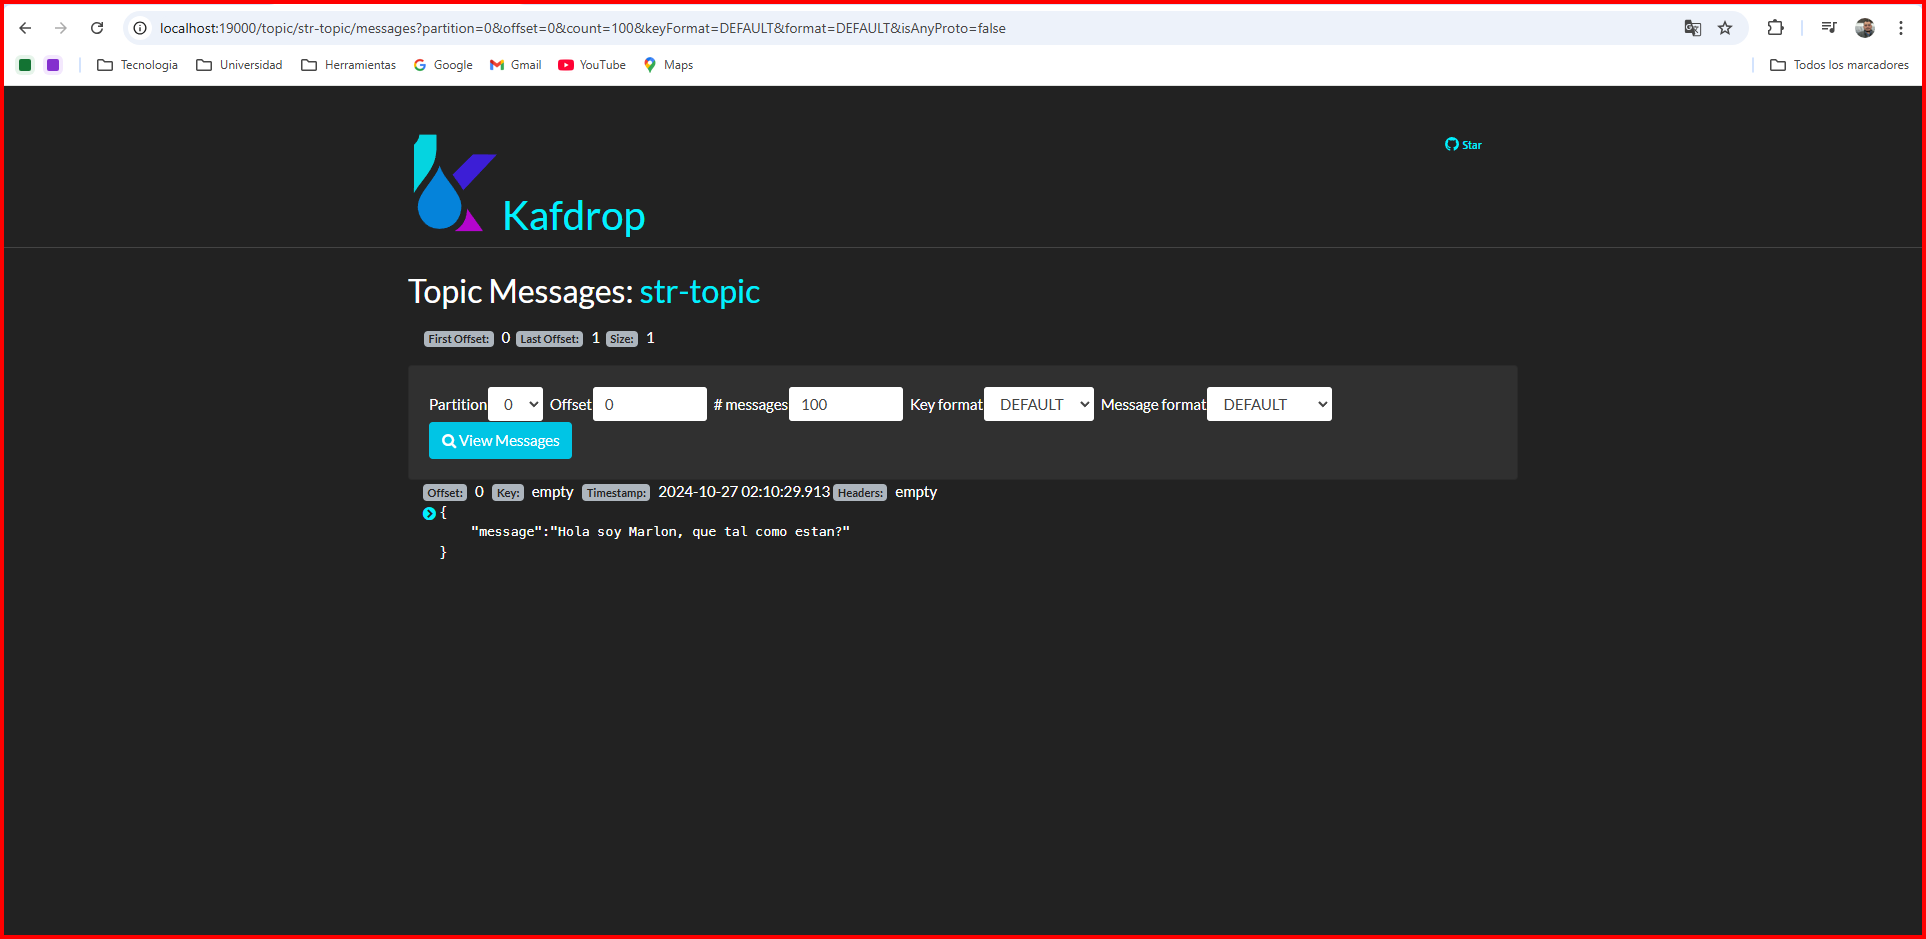 localhost:19000/topic/str-topic/messages?partition=0&offset=0&count=100&keyFormat=DEFAULT&format=DEFAULT&isAnyProto=false
Tecnologia Universidad Herramientas Google Gmail YouTube Maps Todos los marcadores
Star
Kafdrop
Topic Messages: str-topic
First Offset: 0 Last Offset: 1 Size: 1
Partition 0 Offset 0 # messages 100 Key format DEFAULT Message format DEFAULT
View Messages
Offset: 0 Key: empty Timestamp: 2024-10-27 02:10:29.913 Headers: empty
{
"message":"Hola soy Marlon, que tal como estan?"
}